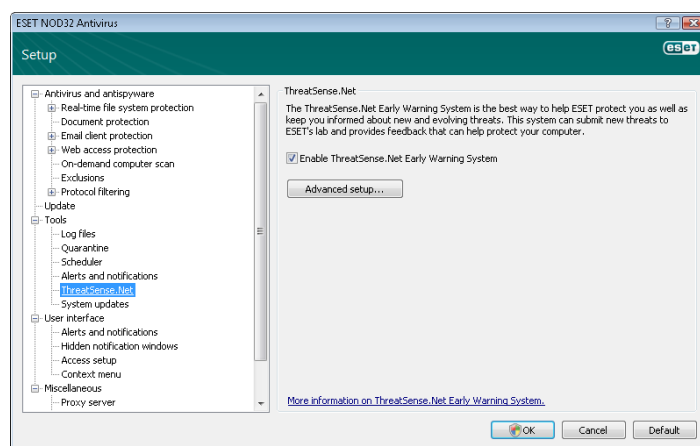 ESET NOD32 Antivirus
Setup
eset
Antivirus and antispyware
Real-time file system protection
Document protection
Email client protection
Web access protection
On-demand computer scan
Exclusions
Protocol filtering
Update
Tools
Log files
Quarantine
Scheduler
Alerts and notifications
ThreatSense.Net
System updates
User interface
Alerts and notifications
Hidden notification windows
Access setup
Context menu
Miscellaneous
Proxy server
ThreatSense.Net
The ThreatSense.Net Early Warning System is the best way to help ESET protect you as well as
keep you informed about new and evolving threats. This system can submit new threats to
ESET's lab and provides feedback that can help protect your computer.
Enable ThreatSense.Net Early Warning System
Advanced setup...
More information on ThreatSense.Net Early Warning System.
OK
Cancel
Default